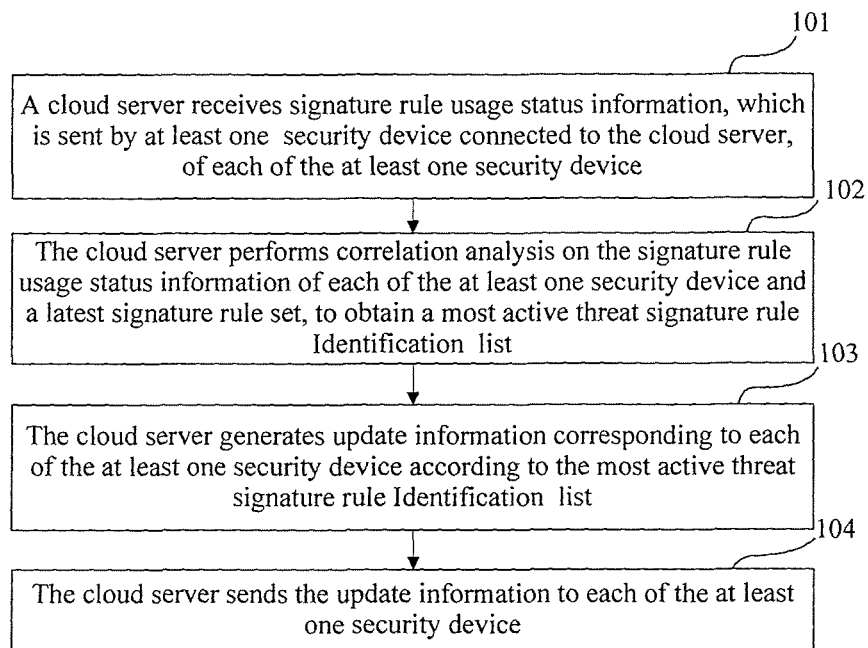 101
A cloud server receives signature rule usage status information, which
is sent by at least one security device connected to the cloud server,
of each of the at least one security device
102
The cloud server performs correlation analysis on the signature rule
usage status information of each of the at least one security device and
a latest signature rule set, to obtain a most active threat signature rule
Identification list
103
The cloud server generates update information corresponding to each
of the at least one security device according to the most active threat
signature rule Identification list
104
The cloud server sends the update information to each of the at least
one security device